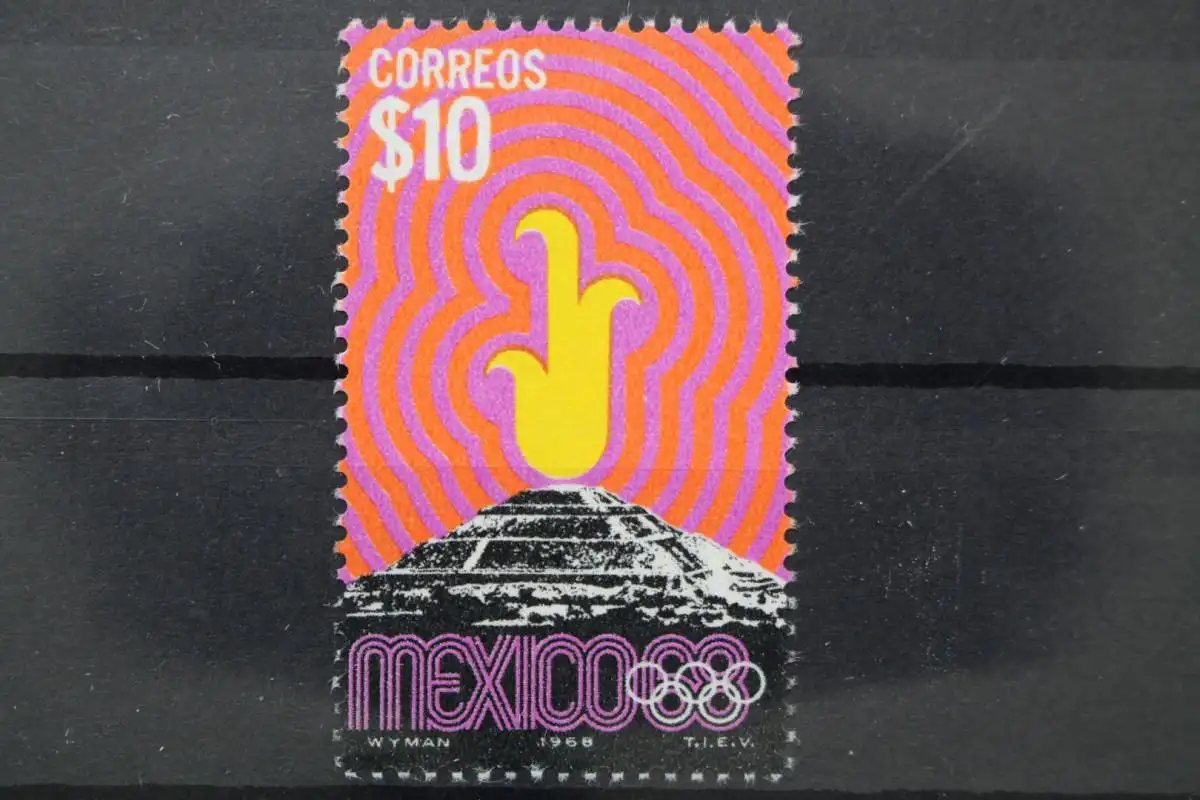 CORREOS
$10
MEXICO68
WYMAN 1968 T.I.E.V.